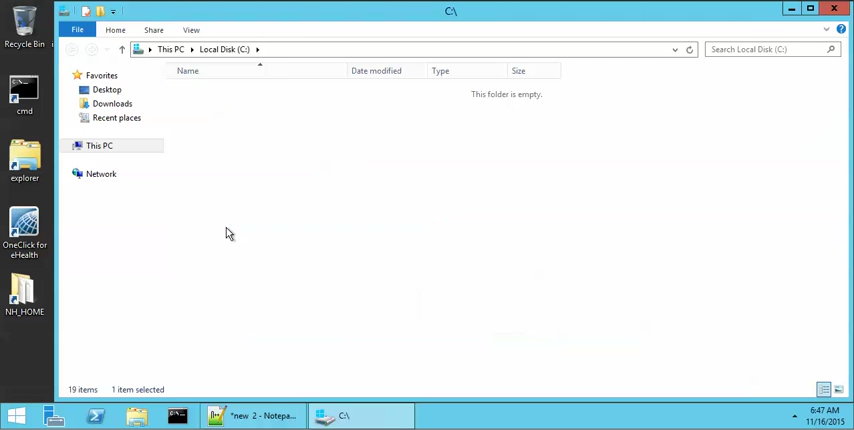 C:\
File
Home
Share
View
This PC
Local Disk (C:)
Search Local Disk (C:)
Recycle Bin
cmd
explorer
OneClick for
eHealth
NH_HOME
Favorites
Desktop
Downloads
Recent places
This PC
Network
Name
Date modified
Type
Size
This folder is empty.
19 items
1 item selected
*new 2 - Notepa...
C:\
6:47 AM
11/16/2015